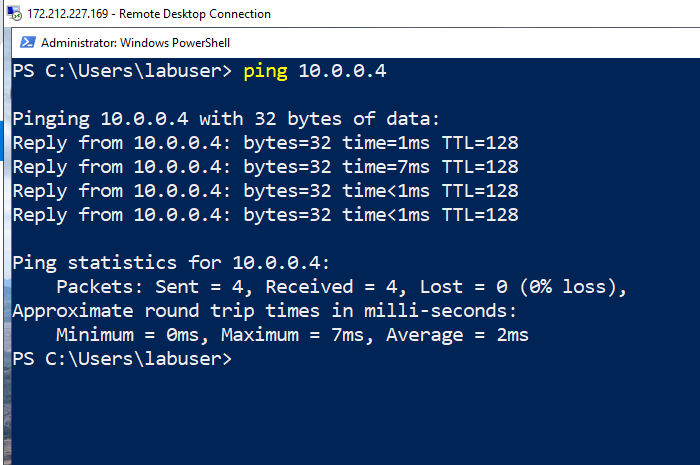 172.212.227.169 - Remote Desktop Connection
Administrator: Windows PowerShell
PS C:\Users\labuser> ping 10.0.0.4
Pinging 10.0.0.4 with 32 bytes of data:
Reply from 10.0.0.4: bytes=32 time=1ms TTL=128
Reply from 10.0.0.4: bytes=32 time=7ms TTL=128
Reply from 10.0.0.4: bytes=32 time<1ms TTL=128
Reply from 10.0.0.4: bytes=32 time<1ms TTL=128
Ping statistics for 10.0.0.4:
    Packets: Sent = 4, Received = 4, Lost = 0 (0% loss),
Approximate round trip times in milli-seconds:
    Minimum = 0ms, Maximum = 7ms, Average = 2ms
PS C:\Users\labuser>